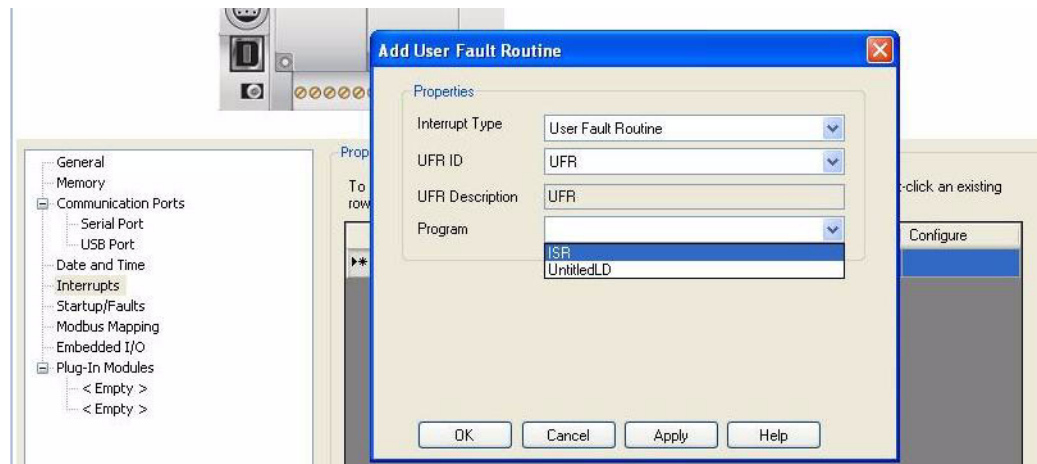 Add User Fault Routine
Properties
Interrupt Type
User Fault Routine
UFR ID
UFR
UFR Description
UFR
Program
ISR
UntitledLD
OK
Cancel
Apply
Help
General
Memory
Communication Ports
Serial Port
USB Port
Date and Time
Interrupts
Startup/Faults
Modbus Mapping
Embedded I/O
Plug-In Modules
< Empty >
< Empty >
Prop
To
row
t-click an existing
Configure